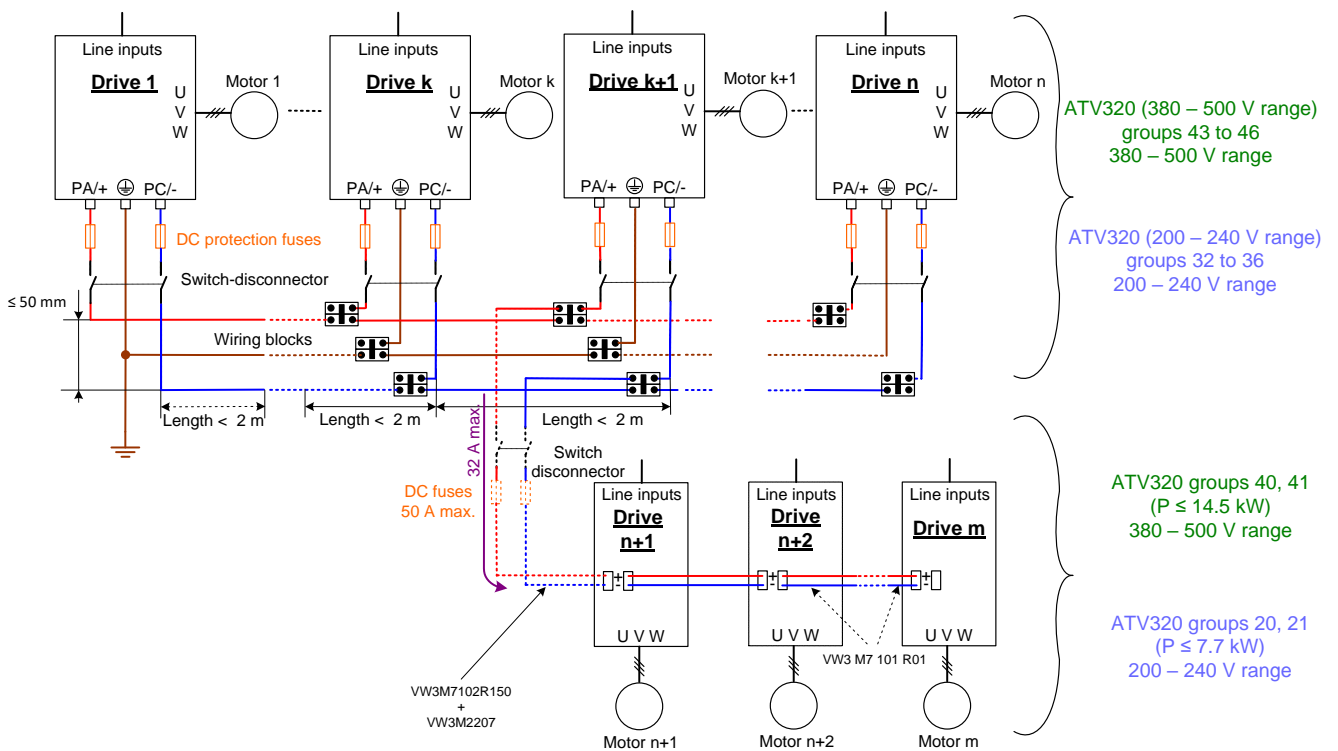 Line inputs
Drive 1
U
V
W
Motor 1
PA/+
PC/-
Line inputs
Drive k
U
V
W
Motor k
PA/+
PC/-
Line inputs
Drive k+1
U
V
W
Motor k+1
PA/+
PC/-
Line inputs
Drive n
U
V
W
Motor n
PA/+
PC/-
ATV320 (380 – 500 V range)
groups 43 to 46
380 – 500 V range
ATV320 (200 – 240 V range)
groups 32 to 36
200 – 240 V range
DC protection fuses
Switch-disconnector
≤ 50 mm
Wiring blocks
Length < 2 m
Length < 2 m
Length < 2 m
32 A max.
Switch
disconnector
DC fuses
50 A max.
Line inputs
Drive
n+1
+
-
U V W
Motor n+1
Line inputs
Drive
n+2
+
-
U V W
Motor n+2
Line inputs
Drive m
+
-
U V W
Motor m
VW3 M7 101 R01
VW3M7102R150
+
VW3M2207
ATV320 groups 40, 41
(P ≤ 14.5 kW)
380 – 500 V range
ATV320 groups 20, 21
(P ≤ 7.7 kW)
200 – 240 V range